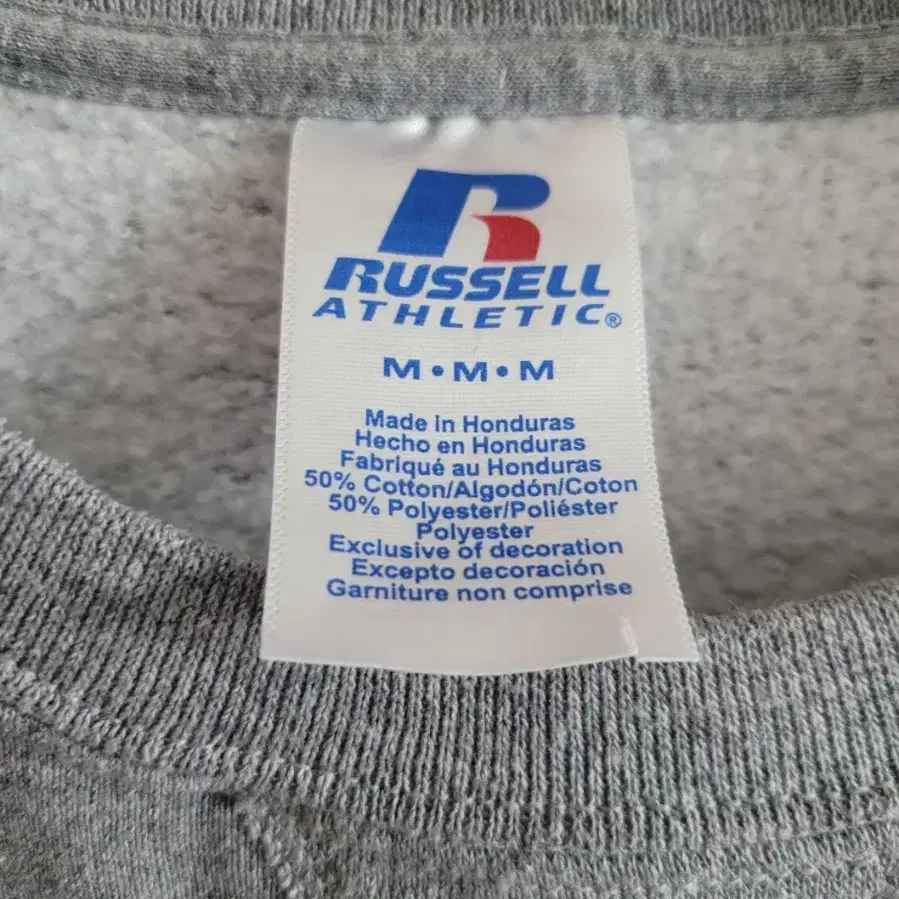 RUSSELL
ATHLETIC®
M•M•M
Made in Honduras
Hecho en Honduras
Fabriqué au Honduras
50% Cotton/Algodón/Coton
50% Polyester/Poliéster
Polyester
Exclusive of decoration
Excepto decoración
Garniture non comprise